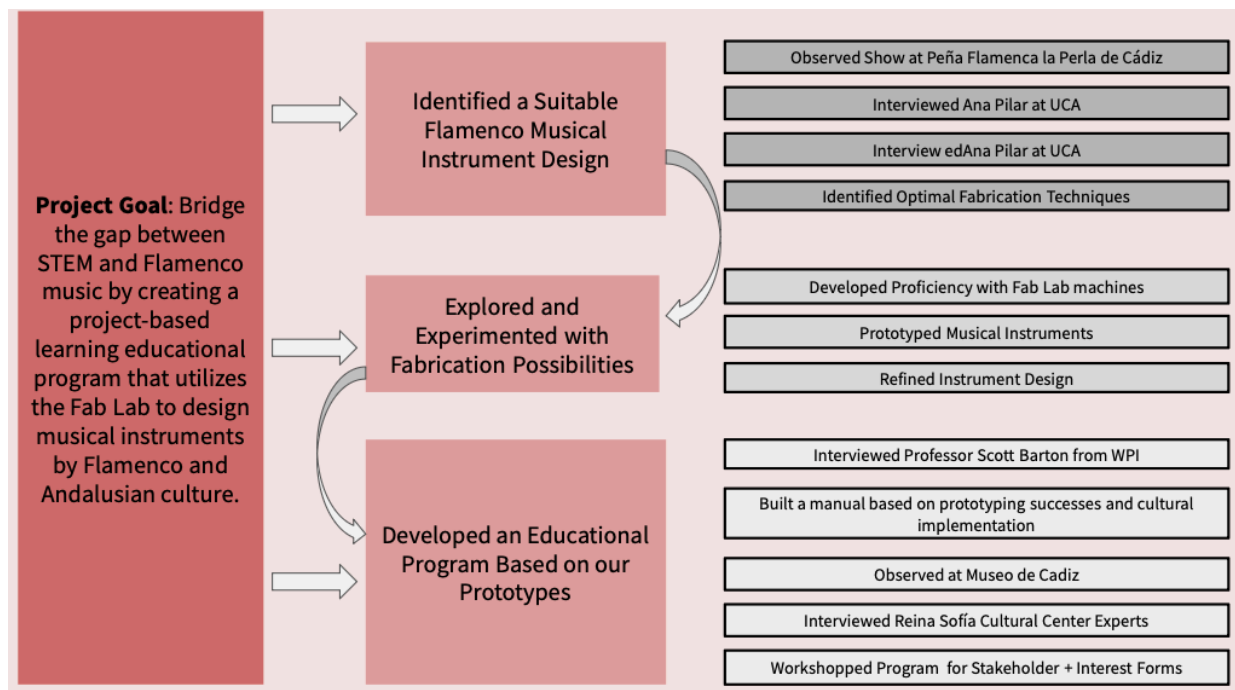 Project Goal: Bridge
the gap between
STEM and Flamenco
music by creating a
project-based
learning educational
program that utilizes
the Fab Lab to design
musical instruments
by Flamenco and
Andalusian culture.
Identified a Suitable
Flamenco Musical
Instrument Design
Observed Show at Peña Flamenca la Perla de Cádiz
Interviewed Ana Pilar at UCA
Interview edAna Pilar at UCA
Identified Optimal Fabrication Techniques
Explored and
Experimented with
Fabrication Possibilities
Developed Proficiency with Fab Lab machines
Prototyped Musical Instruments
Refined Instrument Design
Developed an Educational
Program Based on our
Prototypes
Interviewed Professor Scott Barton from WPI
Built a manual based on prototyping successes and cultural
implementation
Observed at Museo de Cadiz
Interviewed Reina Sofía Cultural Center Experts
Workshopped Program for Stakeholder + Interest Forms